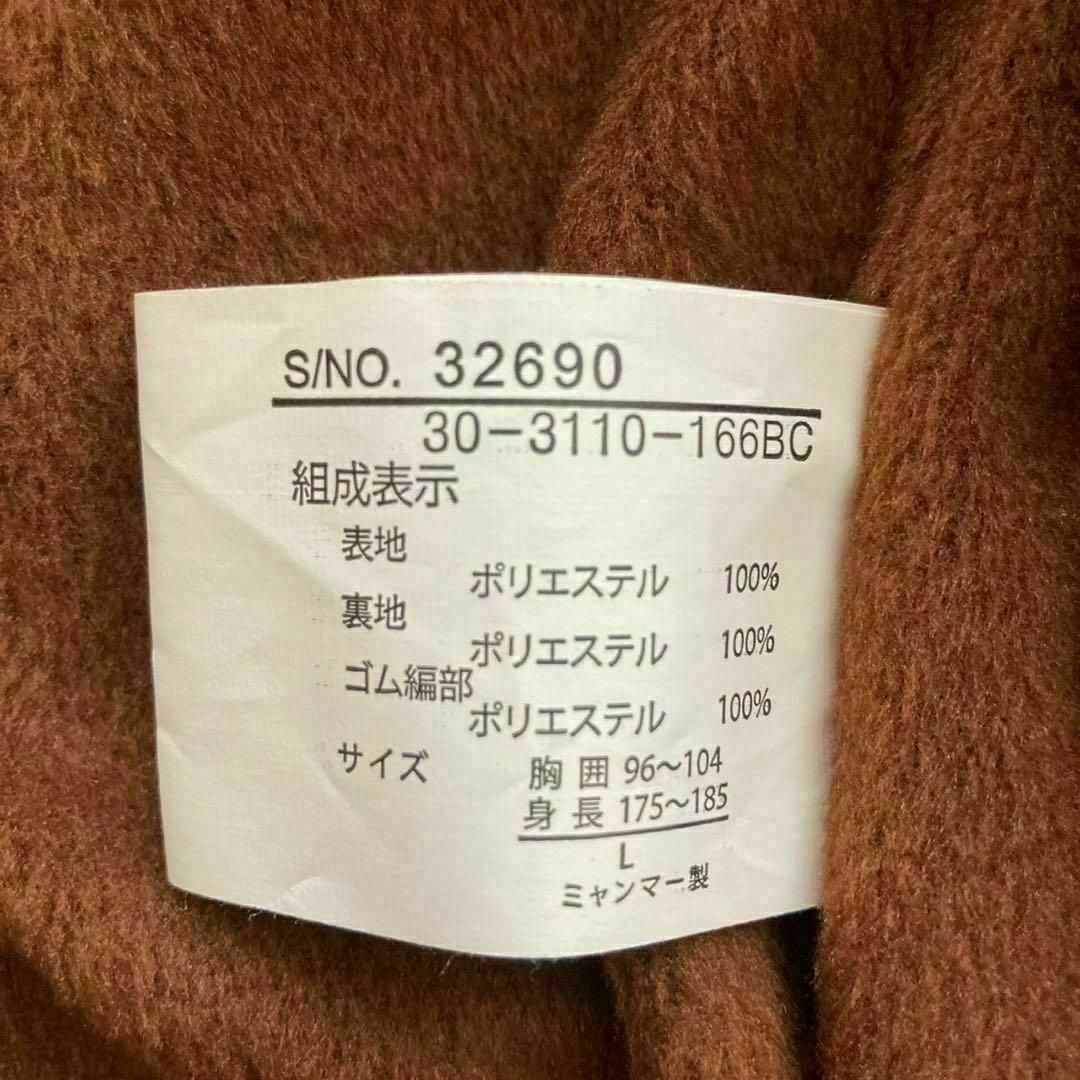 S/NO. 32690
30-3110-166BC
組成表示
表地
ポリエステル 100%
裏地
ポリエステル 100%
ゴム編部
ポリエステル 100%
サイズ 胸囲 96～104
身長 175～185
L
ミャンマー製